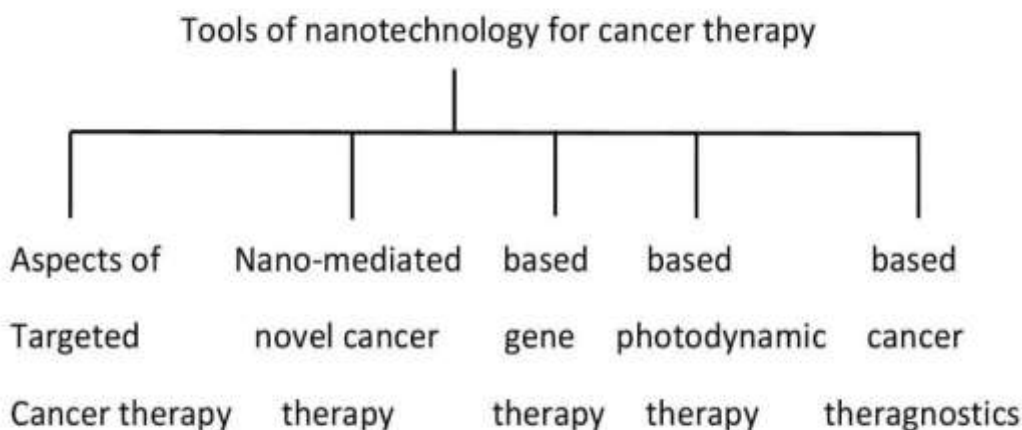 Tools of nanotechnology for cancer therapy
Aspects of Targeted Cancer therapy
Nano-mediated novel cancer therapy
based gene therapy
based photodynamic therapy
based cancer theragnostics